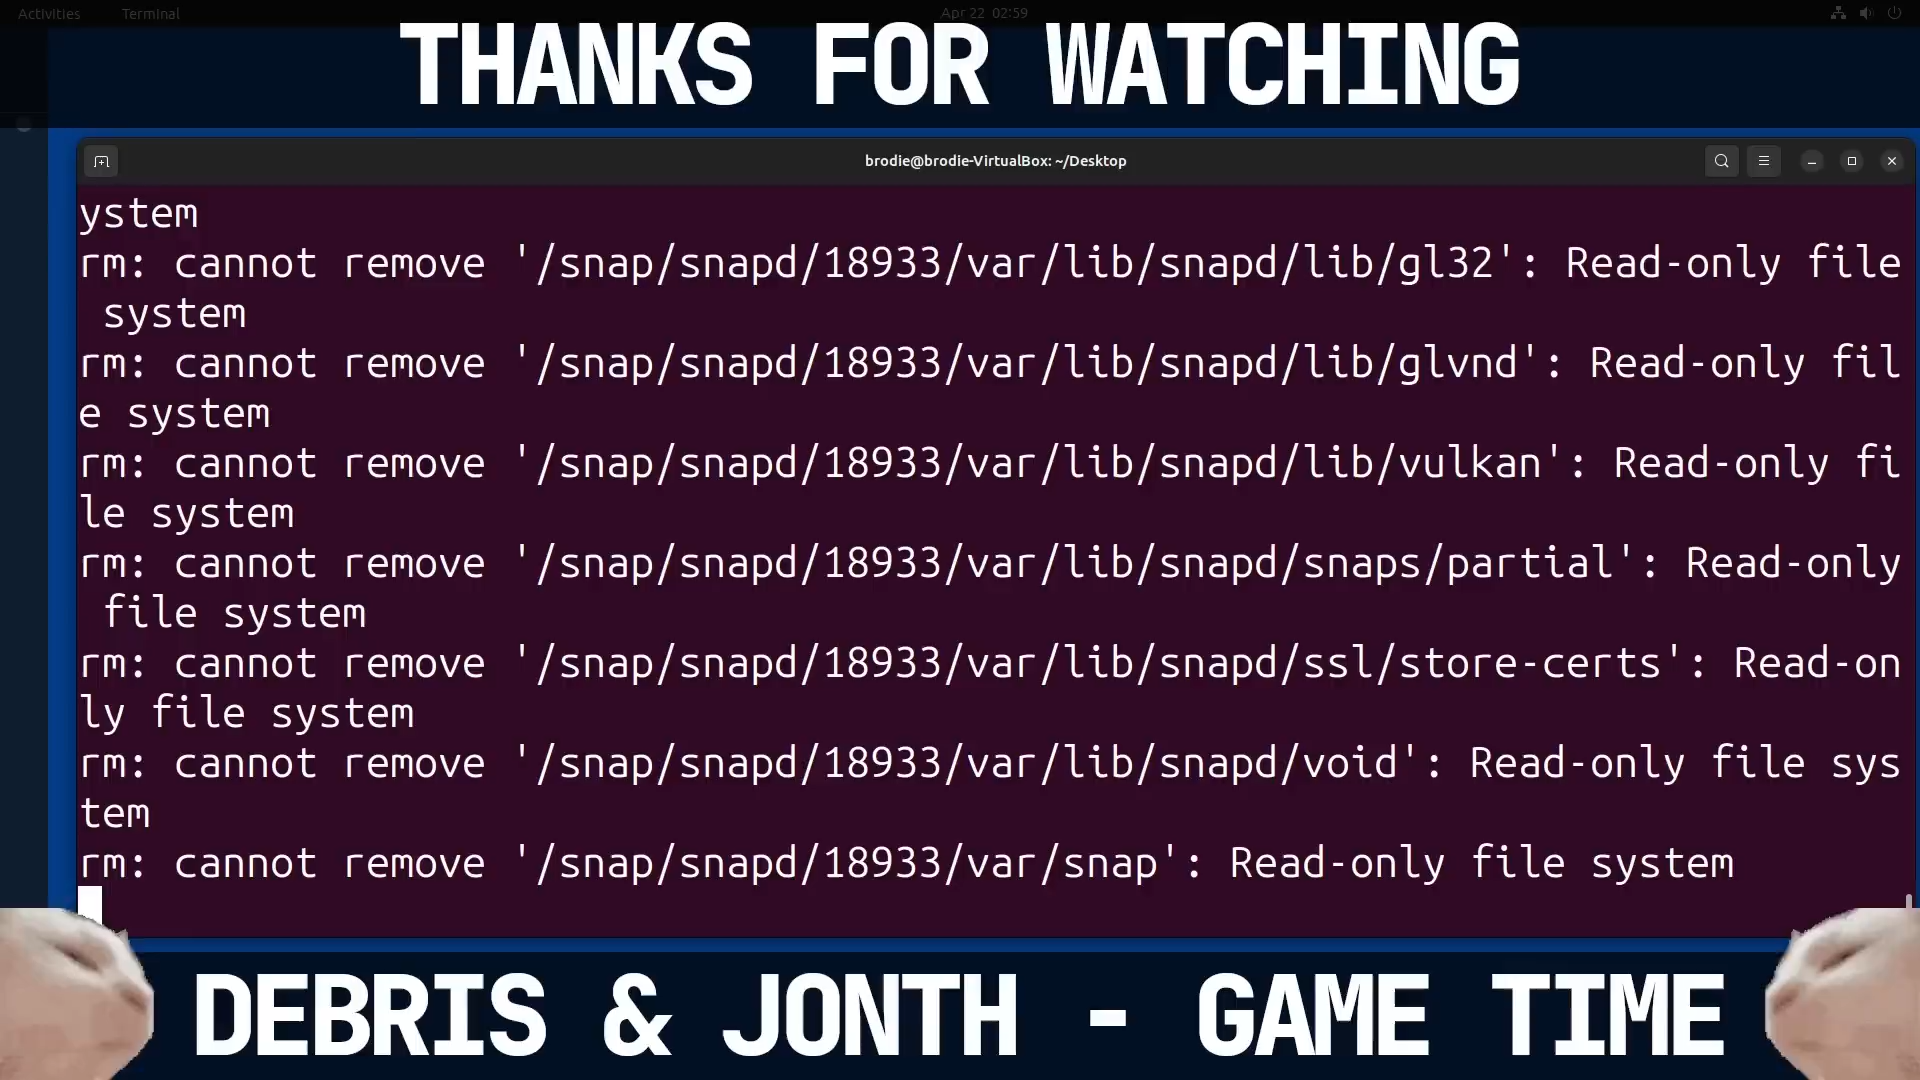 Activities Terminal Apr 22 02:59
THANKS FOR WATCHING
brodie@brodie-VirtualBox: ~/Desktop
ystem
rm: cannot remove '/snap/snapd/18933/var/lib/snapd/lib/gl32': Read-only file
 system
rm: cannot remove '/snap/snapd/18933/var/lib/snapd/lib/glvnd': Read-only fil
e system
rm: cannot remove '/snap/snapd/18933/var/lib/snapd/lib/vulkan': Read-only fi
le system
rm: cannot remove '/snap/snapd/18933/var/lib/snapd/snaps/partial': Read-only
 file system
rm: cannot remove '/snap/snapd/18933/var/lib/snapd/ssl/store-certs': Read-on
ly file system
rm: cannot remove '/snap/snapd/18933/var/lib/snapd/void': Read-only file sys
tem
rm: cannot remove '/snap/snapd/18933/var/snap': Read-only file system
DEBRIS & JONTH - GAME TIME